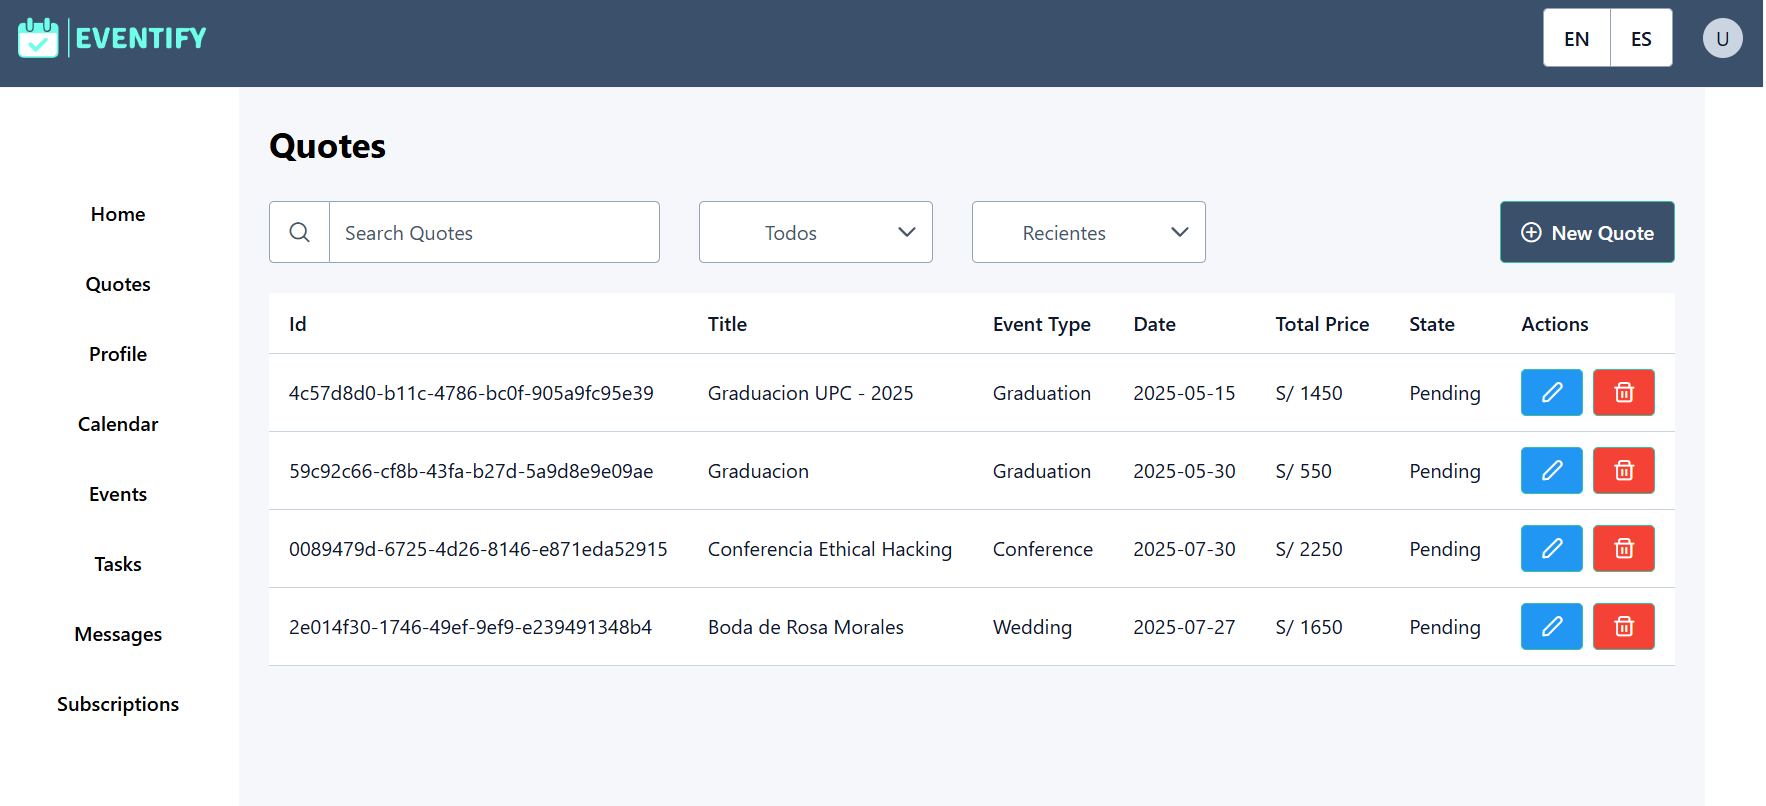 EVENTIFY
EN ES U
Quotes
Home
Quotes
Profile
Calendar
Events
Tasks
Messages
Subscriptions
Search Quotes Todos Recientes New Quote
Id Title Event Type Date Total Price State Actions
4c57d8d0-b11c-4786-bc0f-905a9fc95e39 Graduacion UPC - 2025 Graduation 2025-05-15 S/ 1450 Pending
59c92c66-cf8b-43fa-b27d-5a9d8e9e09ae Graduacion Graduation 2025-05-30 S/ 550 Pending
0089479d-6725-4d26-8146-e871eda52915 Conferencia Ethical Hacking Conference 2025-07-30 S/ 2250 Pending
2e014f30-1746-49ef-9ef9-e239491348b4 Boda de Rosa Morales Wedding 2025-07-27 S/ 1650 Pending